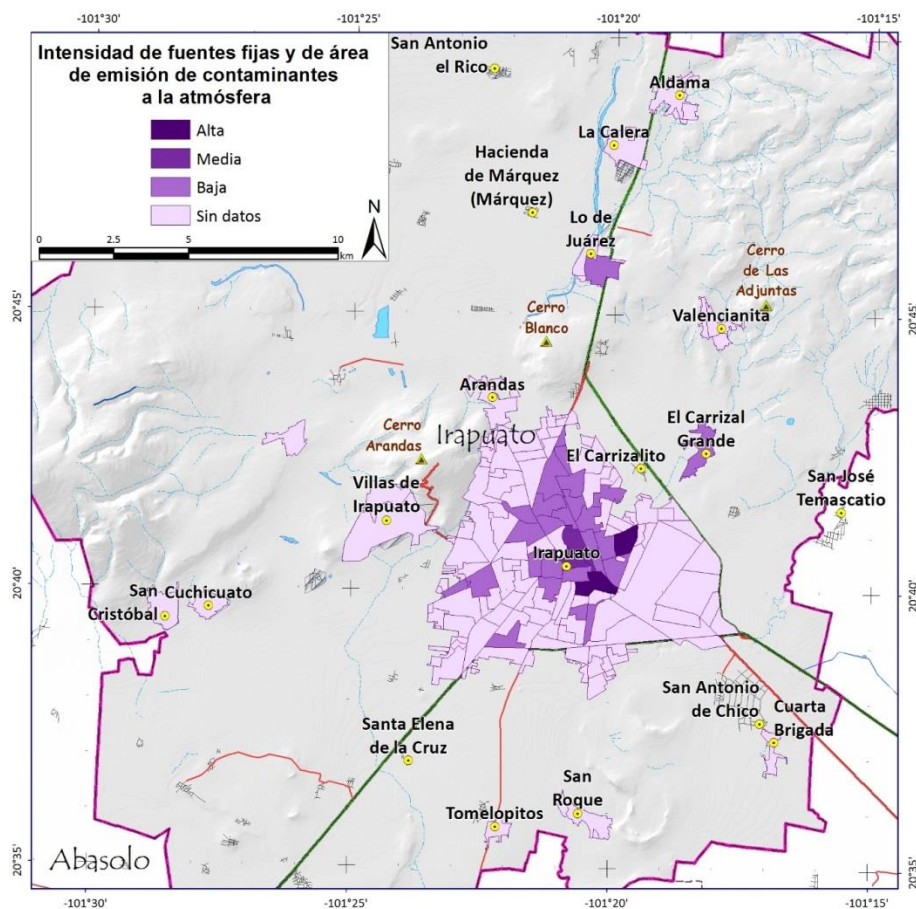 -101°30'
-101°25'
-101°20'
-101°15'
Intensidad de fuentes fijas y de área
de emisión de contaminantes
a la atmósfera
Alta
Media
Baja
Sin datos
N
0
2.5
5
10
km
San Antonio
el Rico
Aldama
La Calera
Hacienda
de Márquez
(Márquez)
Lo de
Juárez
Cerro
de Las
Adjuntas
20°45'
20°45'
Cerro
Blanco
Valencianita
Arandas
Irapuato
El Carrizal
Grande
Cerro
Arandas
El Carrizalito
Villas de
Irapuato
San José
Temascatio
Irapuato
20°40'
20°40'
San
Cristóbal
Cuchicuato
San Antonio
de Chico
Cuarta
Brigada
Santa Elena
de la Cruz
San
Roque
Tomelopitos
Abasolo
20°35'
20°35'
-101°30'
-101°25'
-101°20'
-101°15'